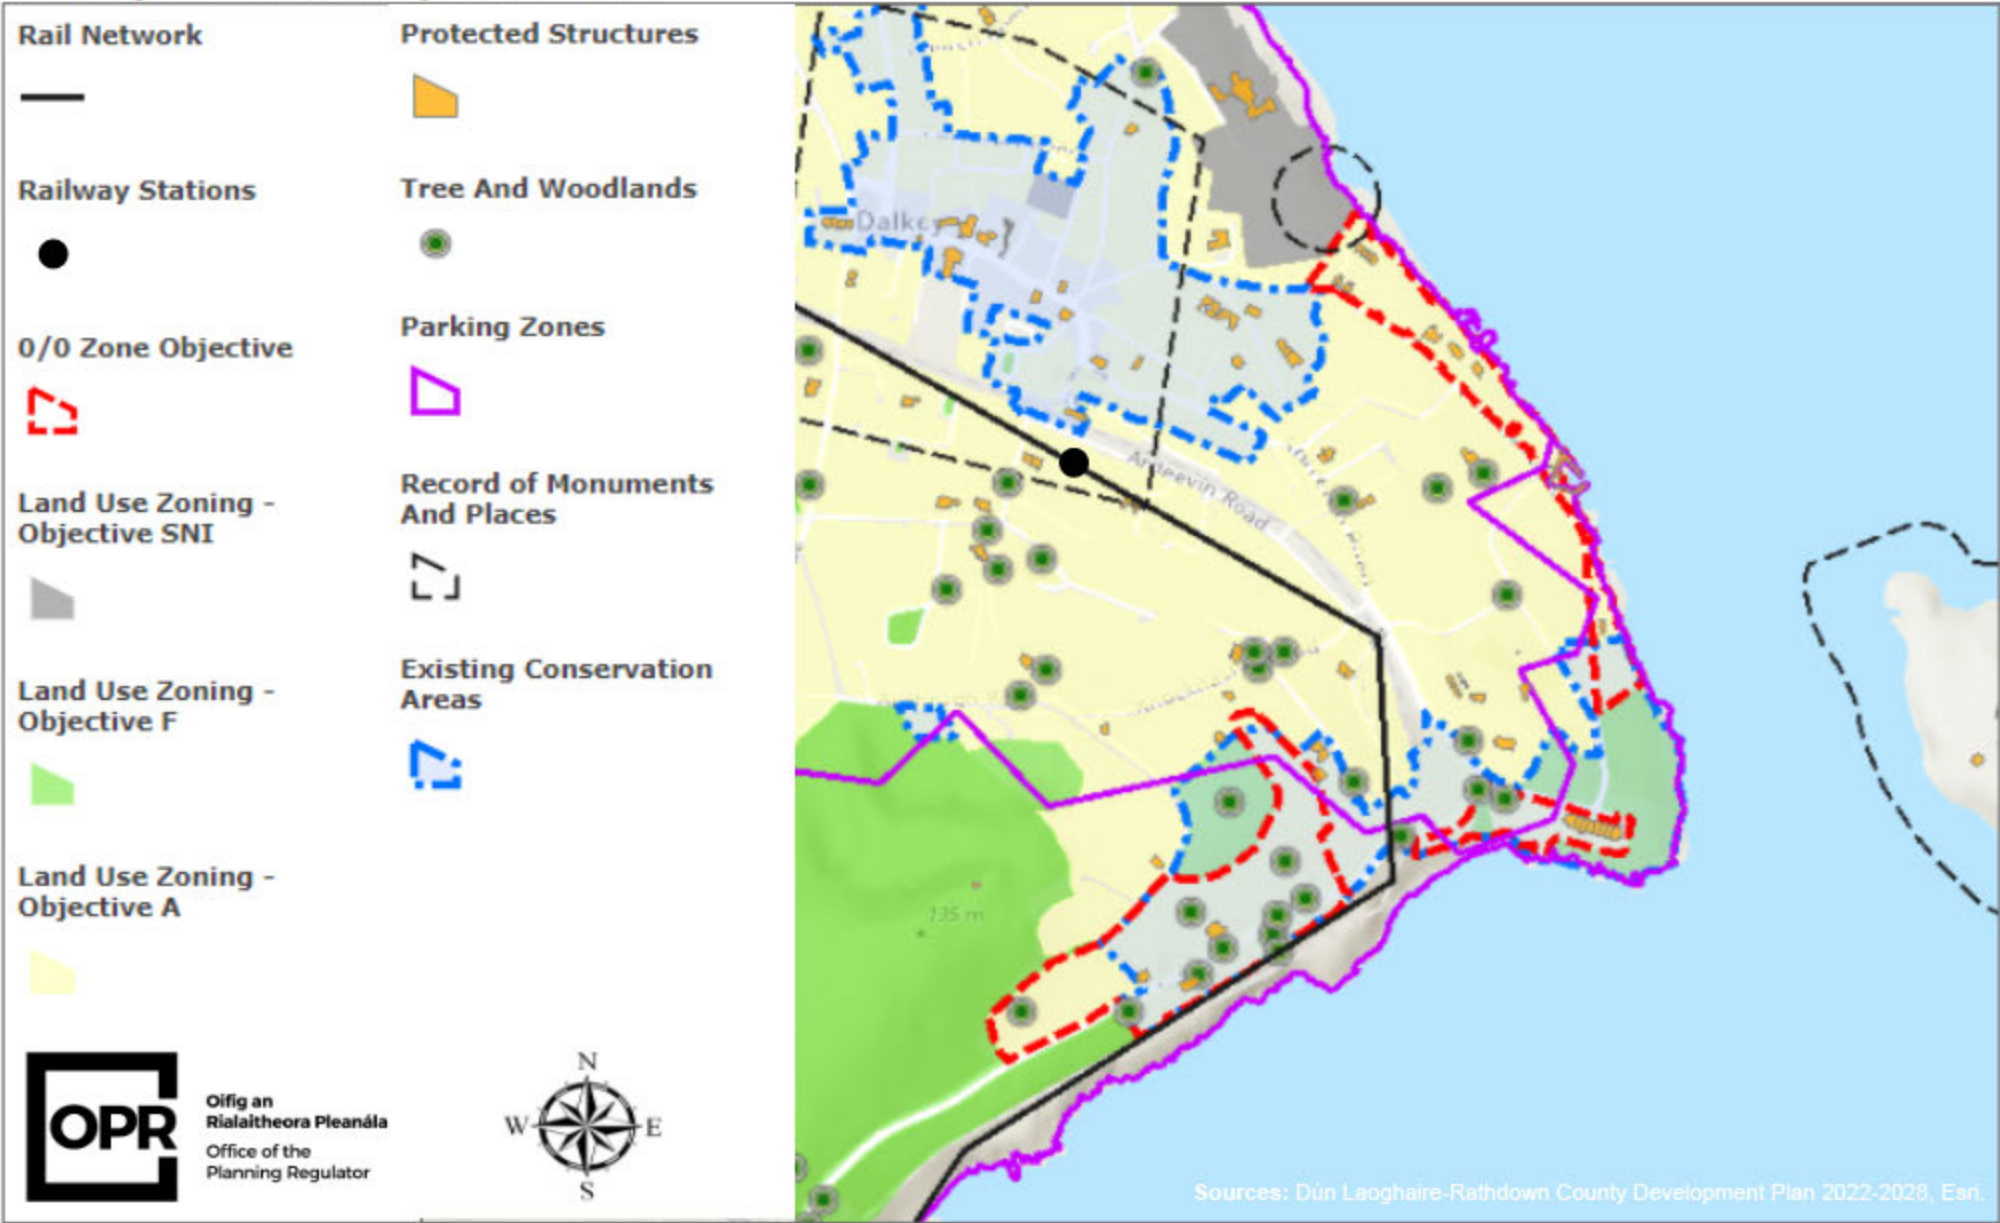 Rail Network
Railway Stations
0/0 Zone Objective
Land Use Zoning -
Objective SNI
Land Use Zoning -
Objective F
Land Use Zoning -
Objective A
Protected Structures
Tree And Woodlands
Parking Zones
Record of Monuments
And Places
Existing Conservation
Areas
OPR
Oifig an
Rialaitheora Pleanála
Office of the
Planning Regulator
N
W E
S
Dalkey
Ardeevin Road
135 m
Sources: Dún Laoghaire-Rathdown County Development Plan 2022-2028, Esri.